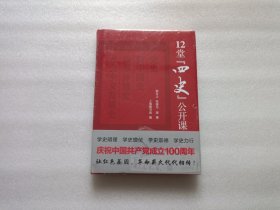 12堂「四史」公开课
学史明理 学史增信 学史崇德 学史力行
庆祝中国共产党成立100周年
让红色基因、革命薪火代代相传！